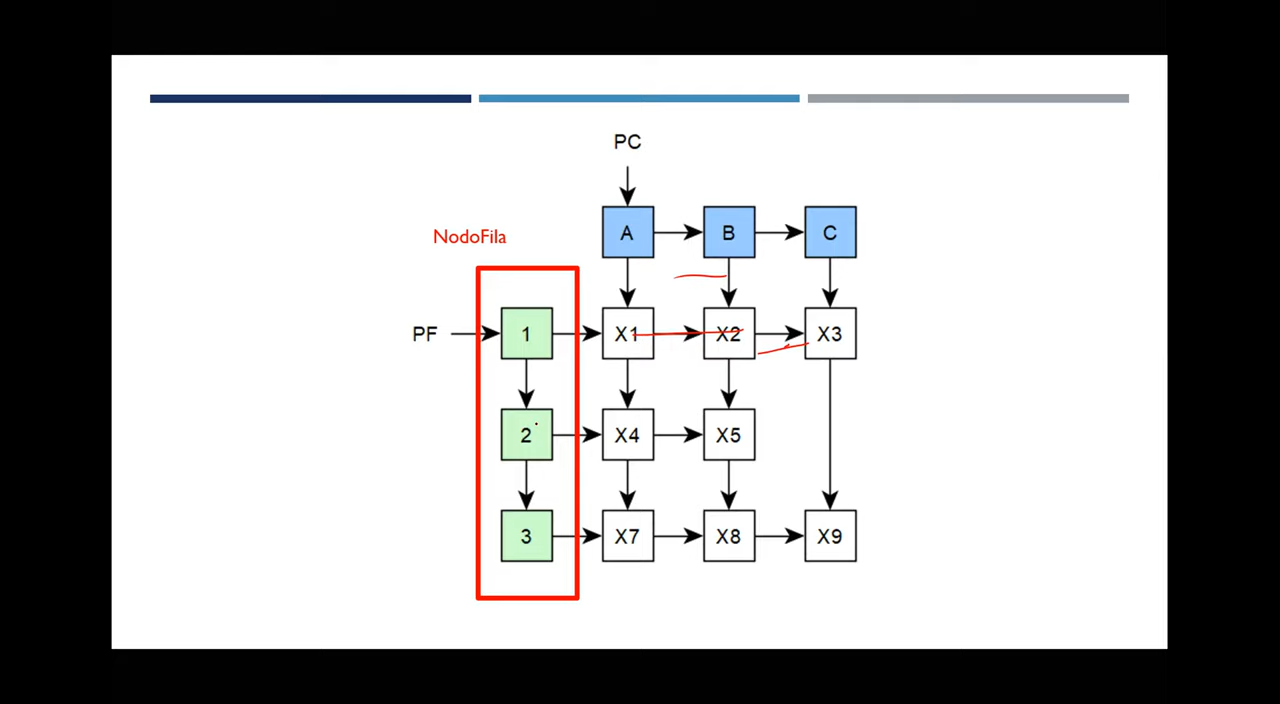 PC
A B C
NodoFila
PF 1 X1 X2 X3
2 X4 X5
3 X7 X8 X9